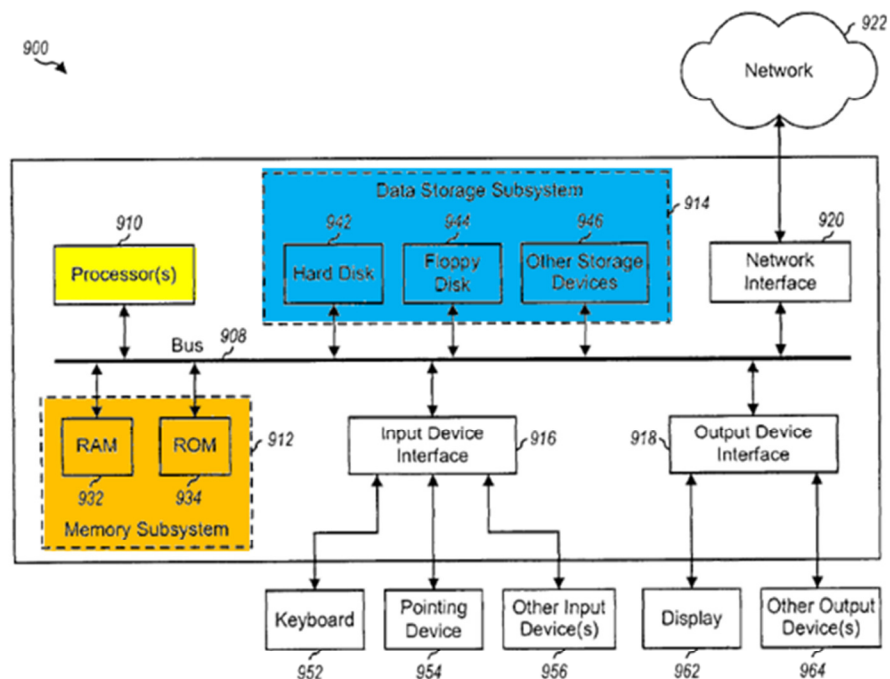 900
922
Network
Data Storage Subsystem
914
910
942
944
946
920
Processor(s)
Hard Disk
Floppy
Disk
Other Storage
Devices
Network
Interface
Bus
908
RAM
ROM
912
Input Device
Interface
916
918
Output Device
Interface
932
934
Memory Subsystem
Keyboard
Pointing
Device
Other Input
Device(s)
Display
Other Output
Device(s)
952
954
956
962
964